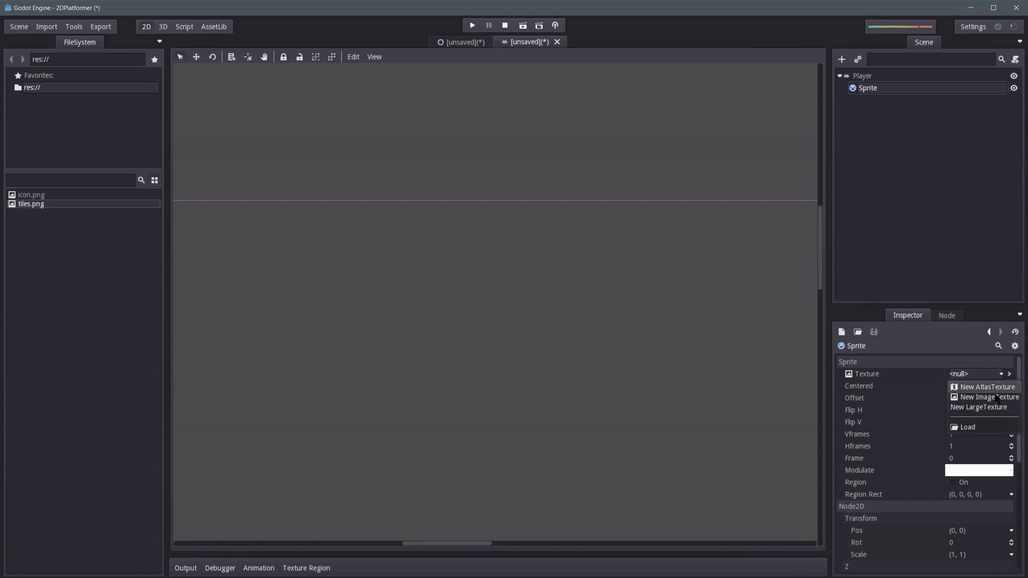 Godot Engine - 2DPlatformer (*)
Scene Import Tools Export 2D 3D Script AssetLib Settings
FileSystem [unsaved](*) [unsaved](*) Scene
res:// Edit View
Favorites:
res://
Player
Sprite
icon.png
tiles.png
Inspector Node
Sprite
Sprite
Texture <null>
Centered New AtlasTexture
Offset New ImageTexture
Flip H New LargeTexture
Flip V Load
Vframes
Hframes 1
Frame 0
Modulate
Region On
Region Rect (0, 0, 0, 0)
Node2D
Transform
Pos (0, 0)
Rot 0
Scale (1, 1)
Z
Output Debugger Animation Texture Region